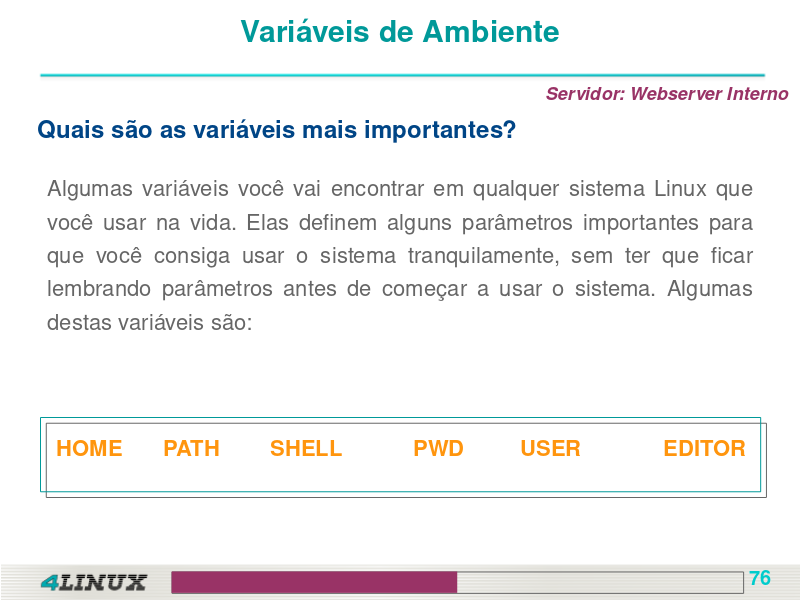 Variáveis de Ambiente
Servidor: Webserver Interno
Quais são as variáveis mais importantes?
Algumas variáveis você vai encontrar em qualquer sistema Linux que
você usar na vida. Elas definem alguns parâmetros importantes para
que você consiga usar o sistema tranquilamente, sem ter que ficar
lembrando parâmetros antes de começar a usar o sistema. Algumas
destas variáveis são:
HOME PATH SHELL PWD USER EDITOR
4LINUX
76